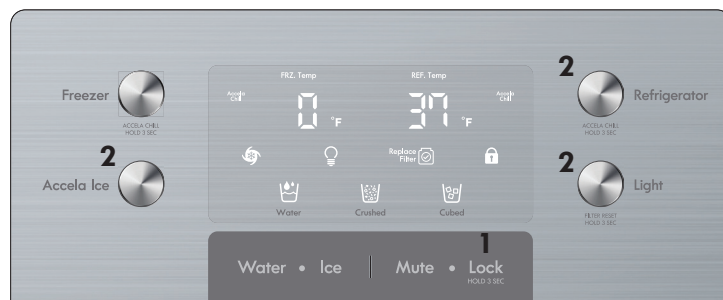 FRZ. Temp
REF. Temp
Accela
Chill
0 °F
37 °F
Accela
Chill
Replace
Filter
Water
Crushed
Cubed
Freezer
ACCELA CHILL
HOLD 3 SEC
2
Accela Ice
2
Refrigerator
ACCELA CHILL
HOLD 3 SEC
2
Light
FILTER RESET
HOLD 3 SEC
1
Water • Ice | Mute • Lock
HOLD 3 SEC